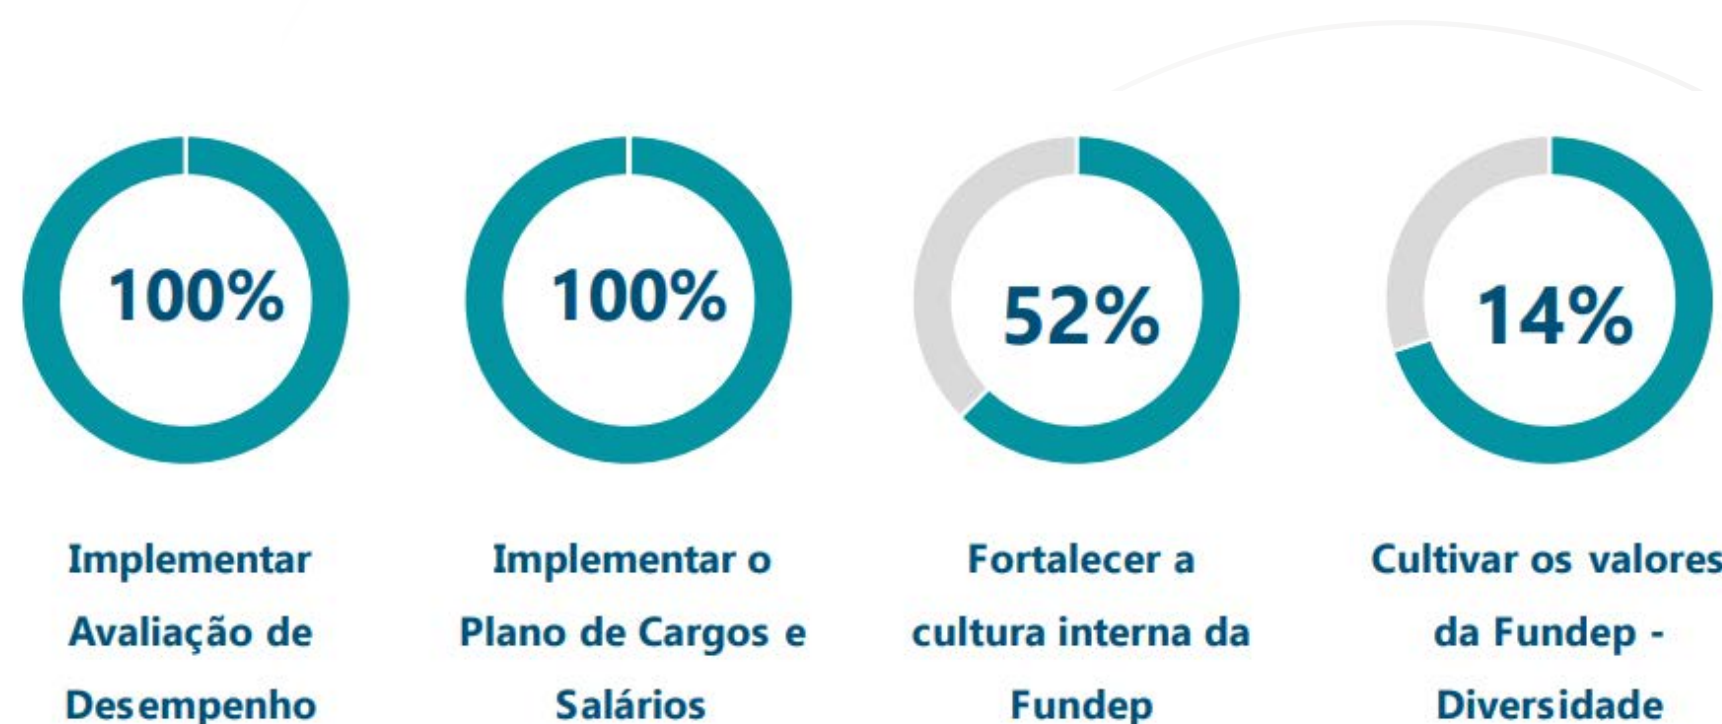 100%
100%
52%
14%
Implementar
Avaliação de
Desempenho
Implementar o
Plano de Cargos e
Salários
Fortalecer a
cultura interna da
Fundep
Cultivar os valores
da Fundep -
Diversidade